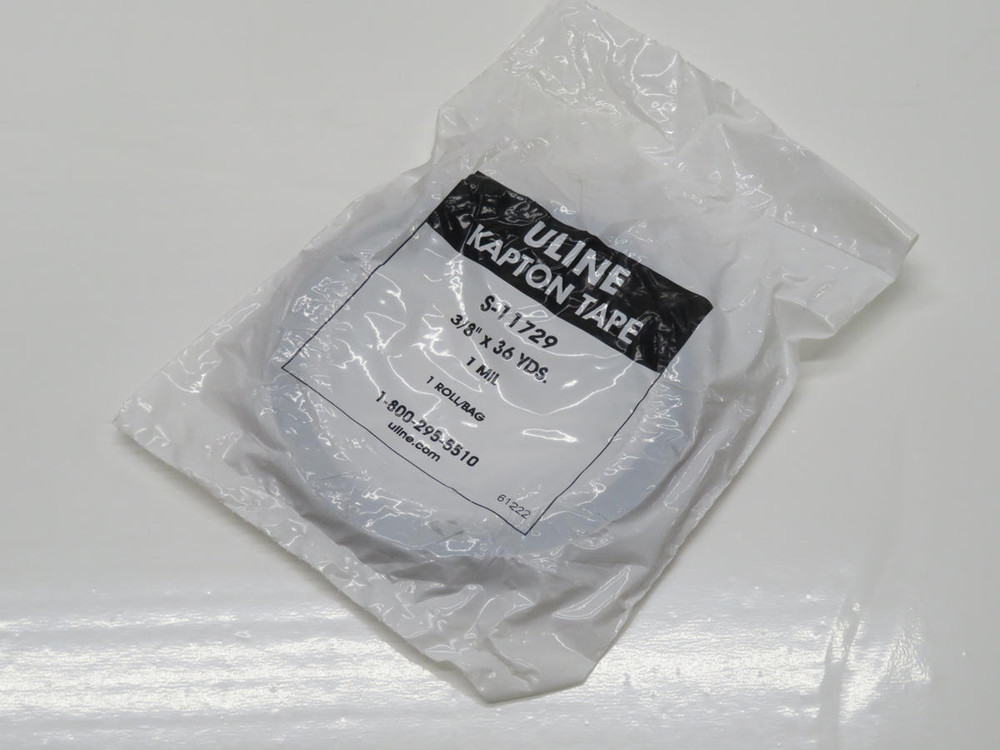 ULINE
KAPTON TAPE
S-11729
3/8" x 36 YDS.
1 MIL
1 ROLL/BAG
1-800-295-5510
uline.com
61222